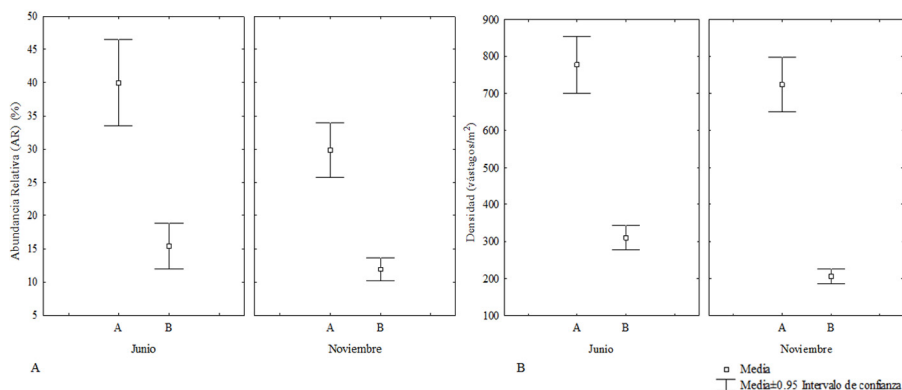 Abundancia Relativa (AR) (%)
50
45
40
35
30
25
20
15
10
5
A B
Junio
A B
Noviembre
A
Densidad (vástagos/m²)
900
800
700
600
500
400
300
200
100
A B
Junio
A B
Noviembre
B
Media
Media±0.95 Intervalo de confianza